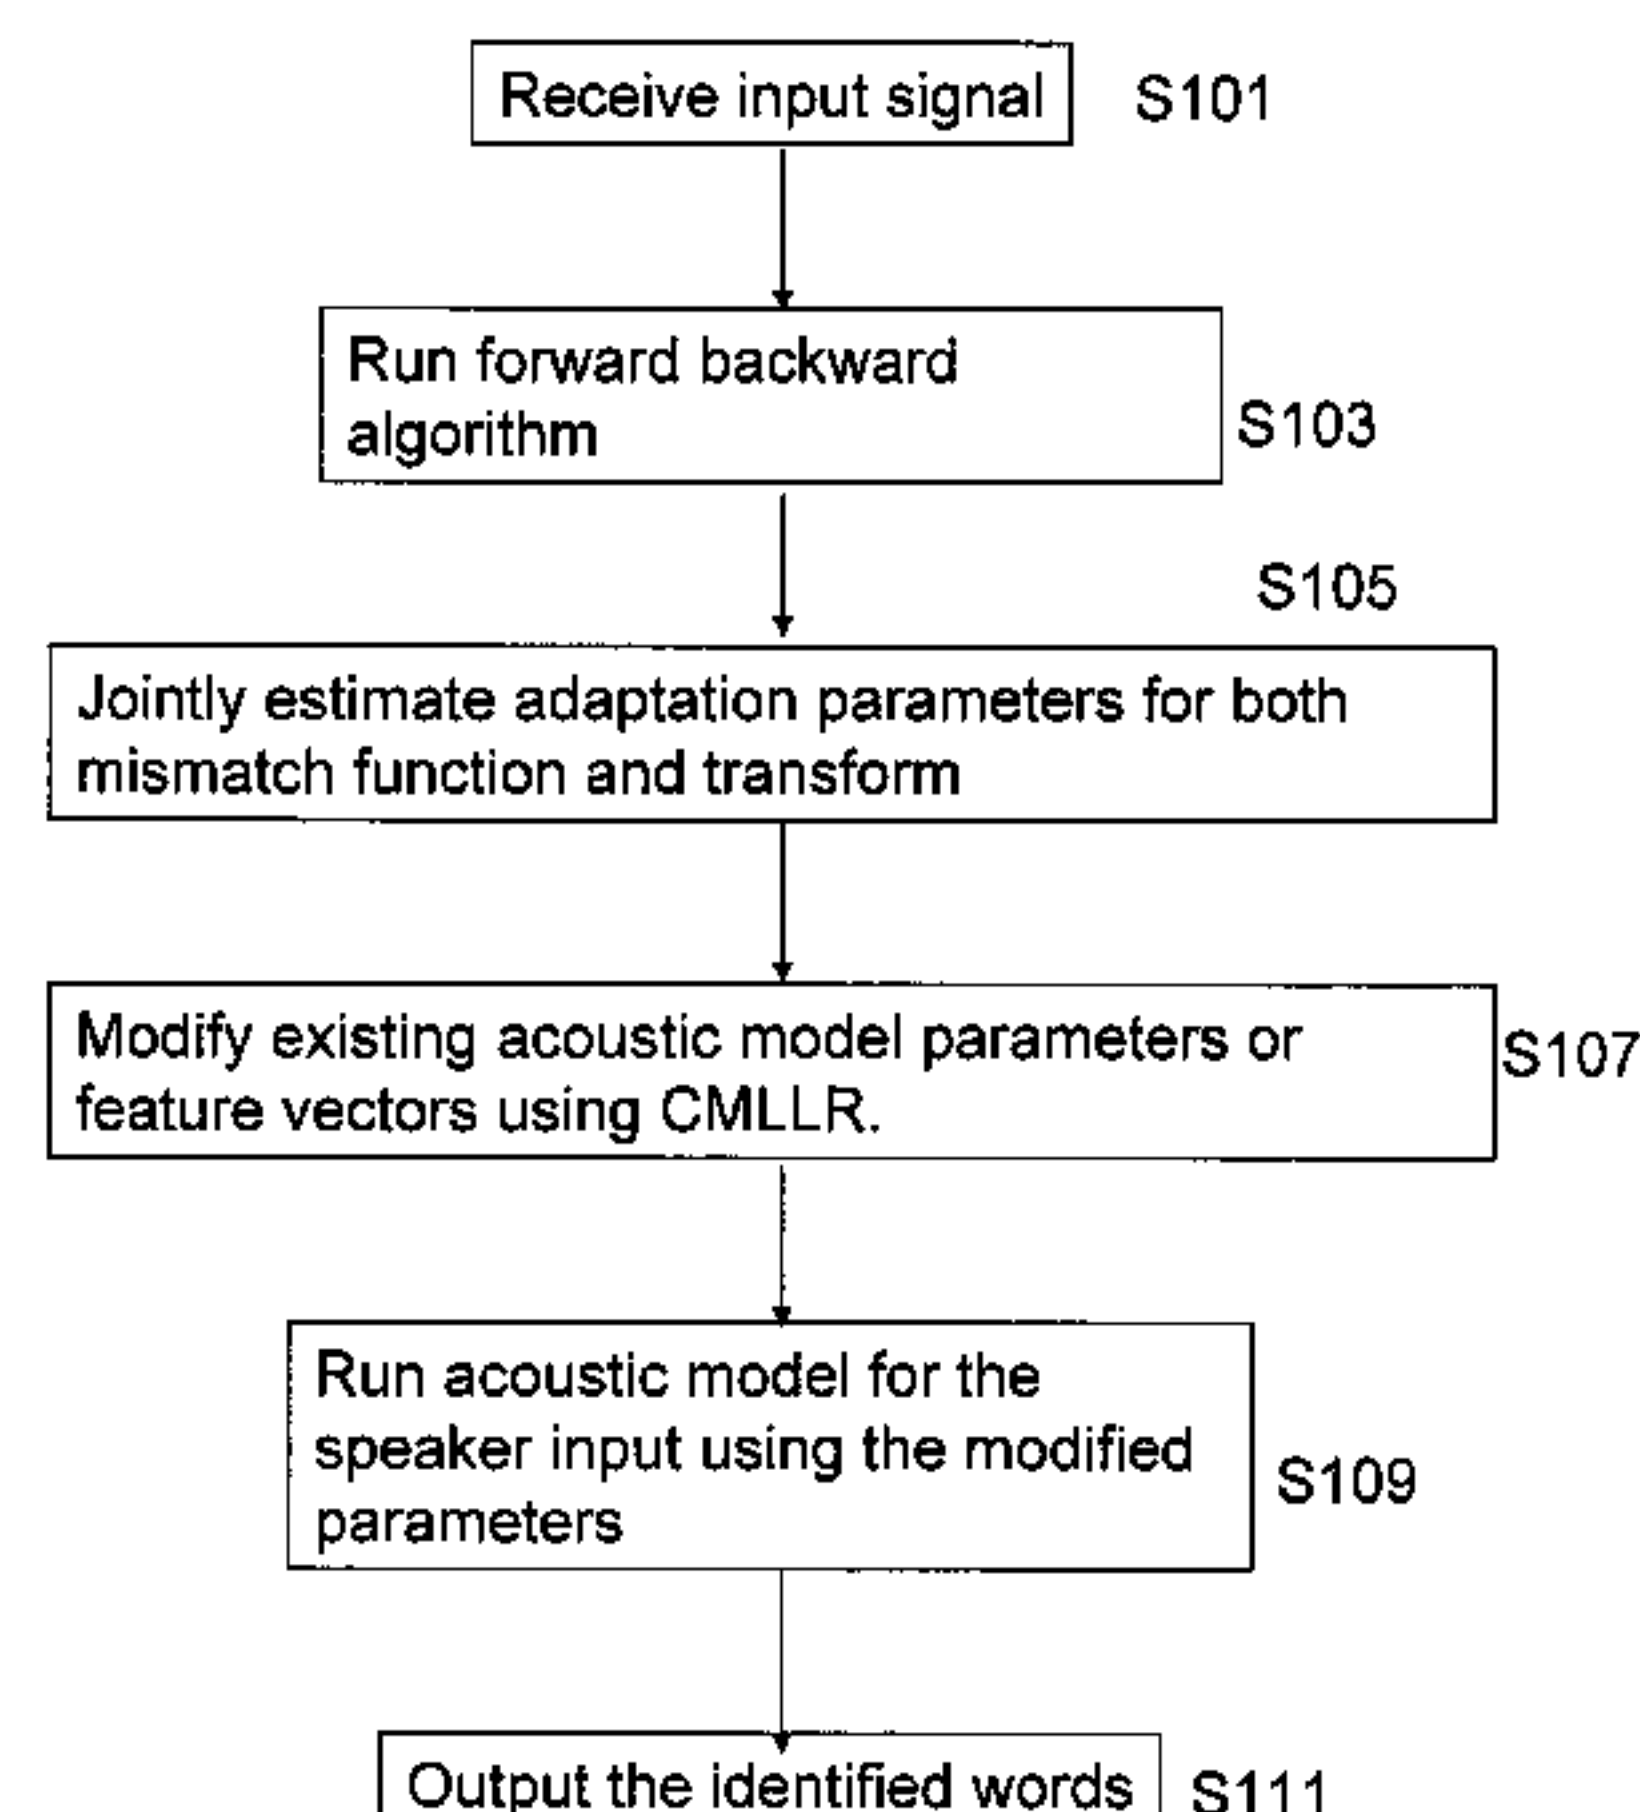 Receive input signal S101
Run forward backward
algorithm
S103
S105
Jointly estimate adaptation parameters for both
mismatch function and transform
Modify existing acoustic model parameters or
feature vectors using CMLLR.
S107
Run acoustic model for the
speaker input using the modified
parameters
S109
Output the identified words S111